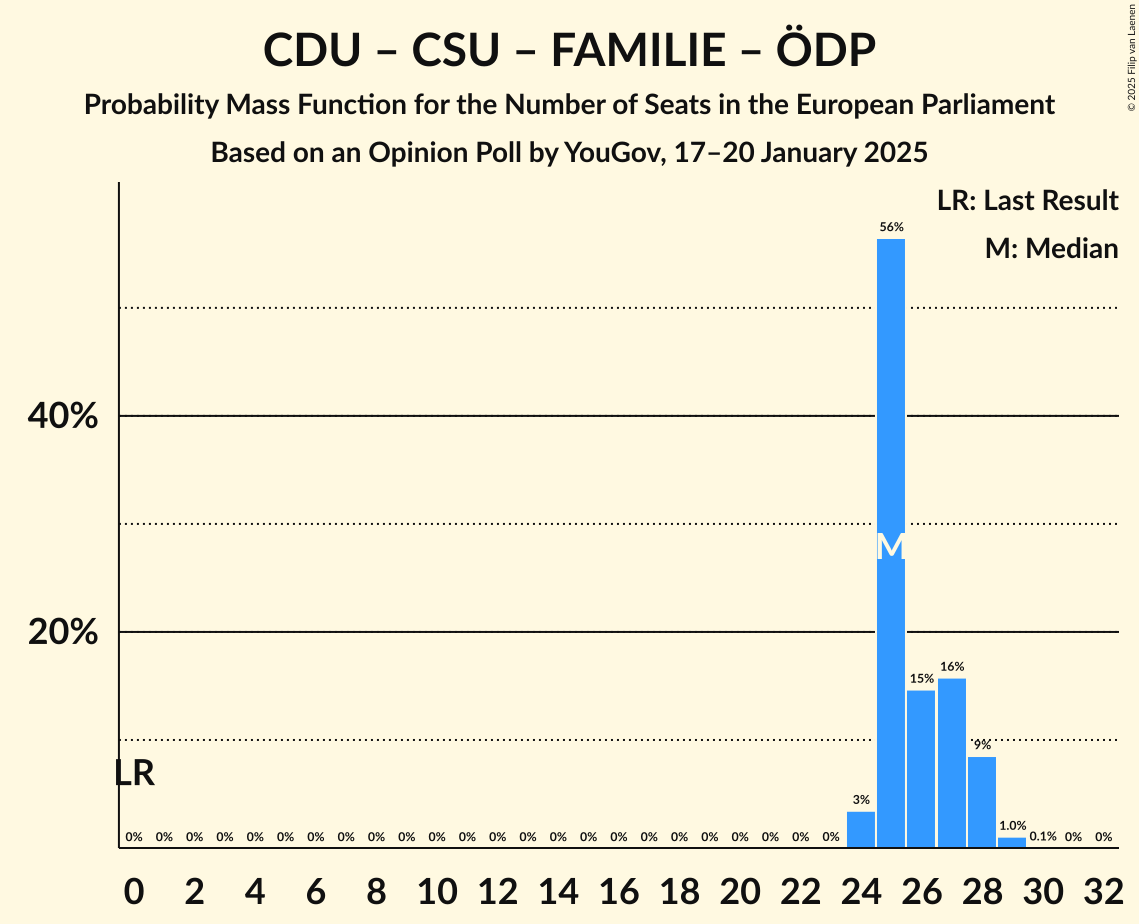 CDU – CSU – FAMILIE – ÖDP
Probability Mass Function for the Number of Seats in the European Parliament
Based on an Opinion Poll by YouGov, 17–20 January 2025
© 2025 Filip van Laenen
LR: Last Result
M: Median
56%
40%
M
20%
16%
15%
9%
LR
3%
1.0%
0% 0% 0% 0% 0% 0% 0% 0% 0% 0% 0% 0% 0% 0% 0% 0% 0% 0% 0% 0% 0% 0% 0% 0% 0.1% 0% 0%
0 2 4 6 8 10 12 14 16 18 20 22 24 26 28 30 32